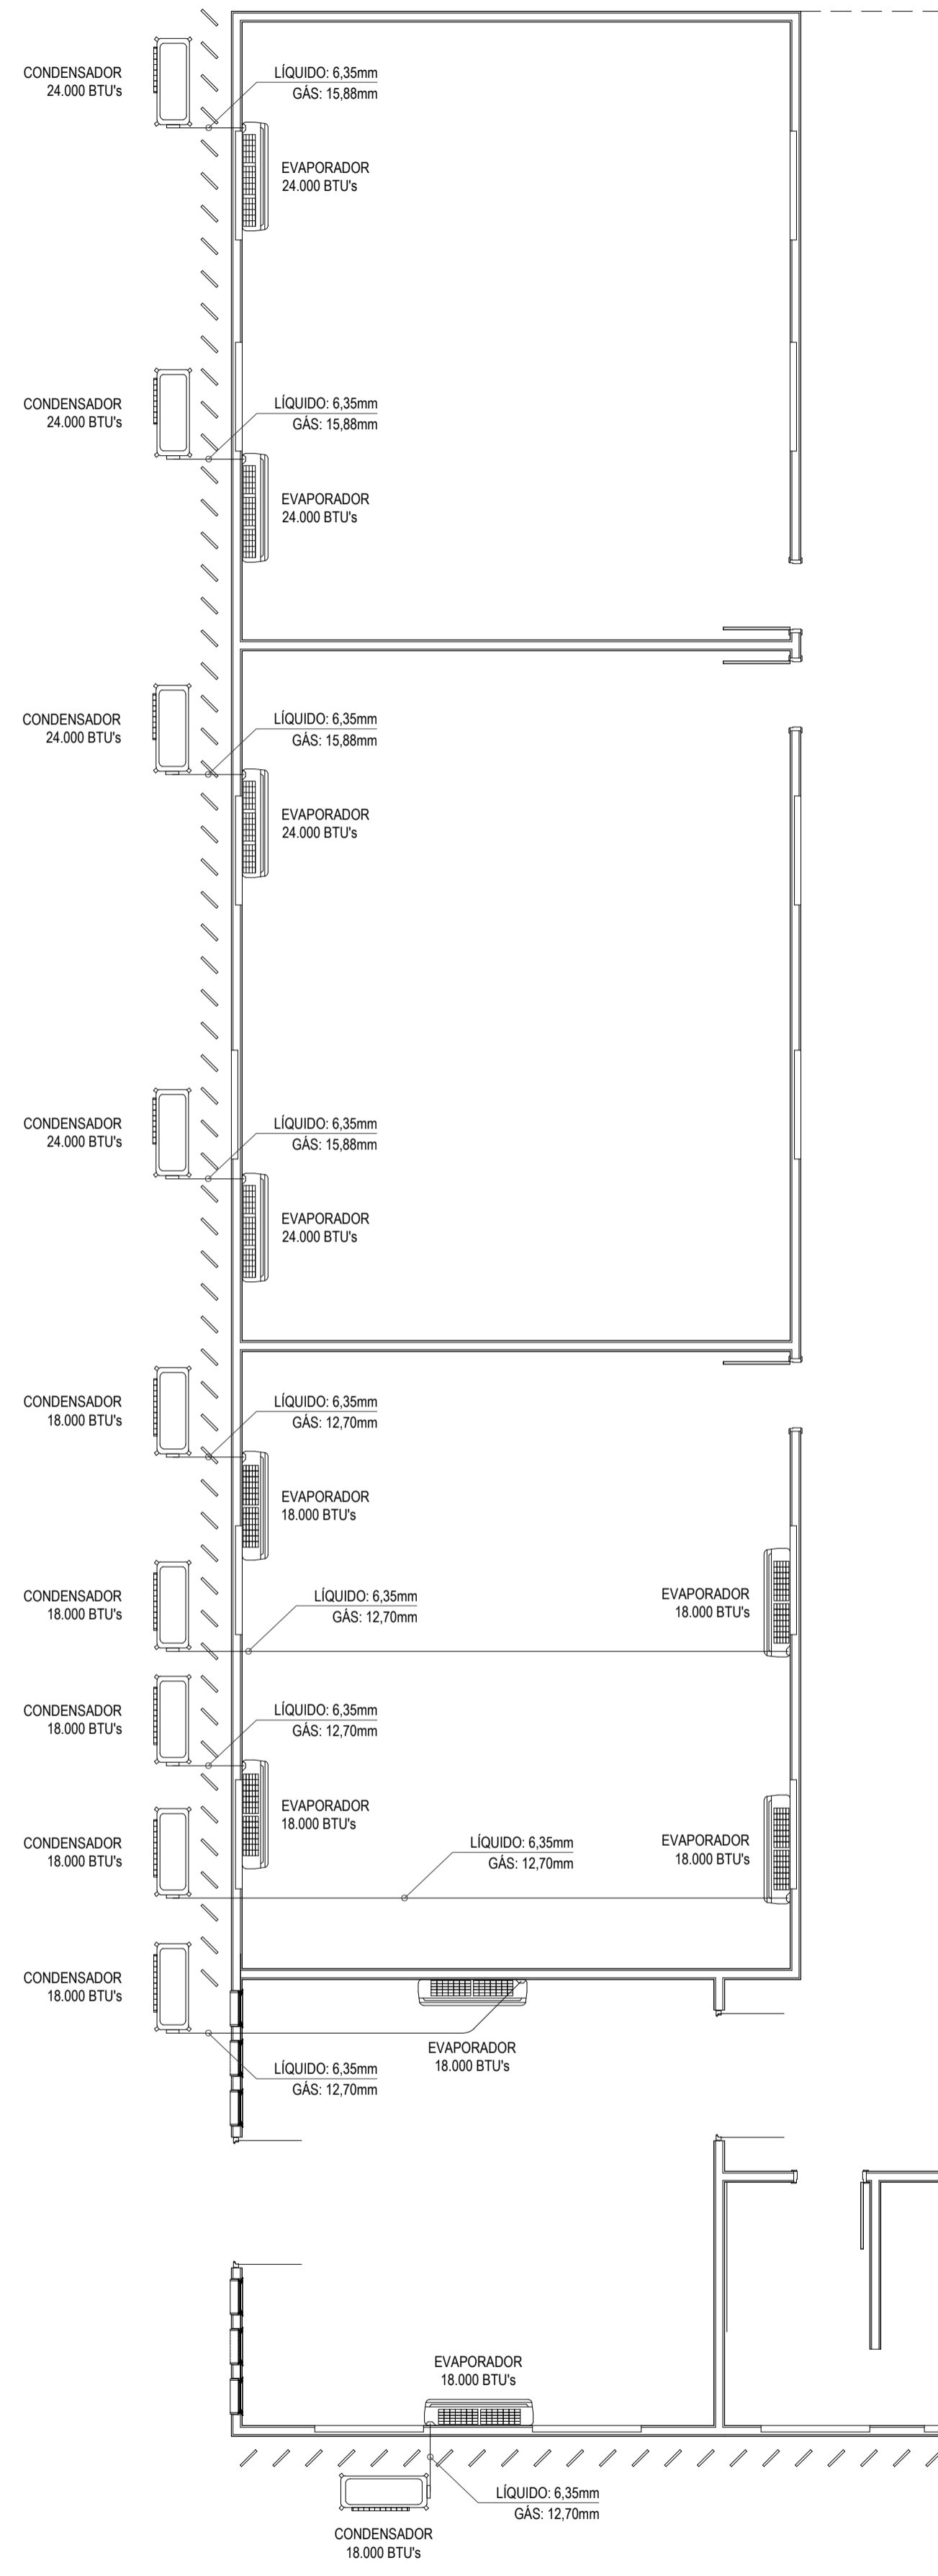 CONDENSADOR
24.000 BTU's
LÍQUIDO: 6,35mm
GÁS: 15,88mm
EVAPORADOR
24.000 BTU's
CONDENSADOR
24.000 BTU's
LÍQUIDO: 6,35mm
GÁS: 15,88mm
EVAPORADOR
24.000 BTU's
CONDENSADOR
24.000 BTU's
LÍQUIDO: 6,35mm
GÁS: 15,88mm
EVAPORADOR
24.000 BTU's
CONDENSADOR
24.000 BTU's
LÍQUIDO: 6,35mm
GÁS: 15,88mm
EVAPORADOR
24.000 BTU's
CONDENSADOR
18.000 BTU's
LÍQUIDO: 6,35mm
GÁS: 12,70mm
EVAPORADOR
18.000 BTU's
CONDENSADOR
18.000 BTU's
LÍQUIDO: 6,35mm
GÁS: 12,70mm
EVAPORADOR
18.000 BTU's
CONDENSADOR
18.000 BTU's
LÍQUIDO: 6,35mm
GÁS: 12,70mm
EVAPORADOR
18.000 BTU's
CONDENSADOR
18.000 BTU's
LÍQUIDO: 6,35mm
GÁS: 12,70mm
EVAPORADOR
18.000 BTU's
CONDENSADOR
18.000 BTU's
EVAPORADOR
18.000 BTU's
LÍQUIDO: 6,35mm
GÁS: 12,70mm
EVAPORADOR
18.000 BTU's
LÍQUIDO: 6,35mm
GÁS: 12,70mm
CONDENSADOR
18.000 BTU's